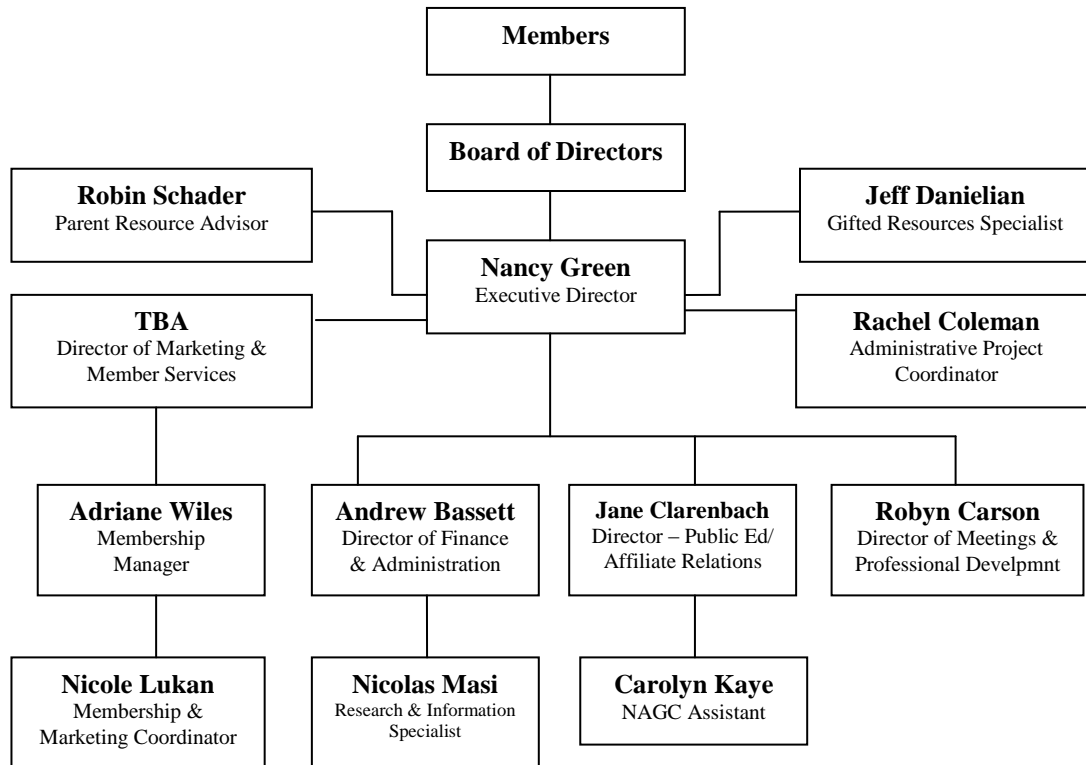 Members
Board of Directors
Robin Schader
Parent Resource Advisor
Jeff Danielian
Gifted Resources Specialist
Nancy Green
Executive Director
TBA
Director of Marketing &
Member Services
Rachel Coleman
Administrative Project
Coordinator
Adriane Wiles
Membership
Manager
Andrew Bassett
Director of Finance
& Administration
Jane Clarenbach
Director – Public Ed/
Affiliate Relations
Robyn Carson
Director of Meetings &
Professional Develpmnt
Nicole Lukan
Membership &
Marketing Coordinator
Nicolas Masi
Research & Information
Specialist
Carolyn Kaye
NAGC Assistant